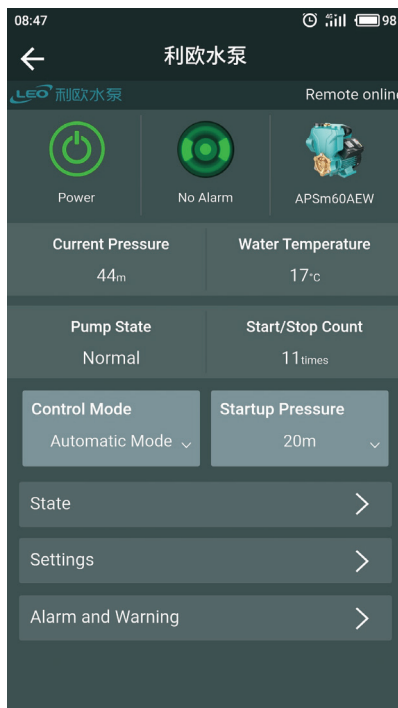 08:47
4G
98
利欧水泵
LEO 利欧水泵
Remote onlin
Power
No Alarm
APSm60AEW
Current Pressure
Water Temperature
44m
17°C
Pump State
Start/Stop Count
Normal
11times
Control Mode
Startup Pressure
Automatic Mode
20m
State
Settings
Alarm and Warning